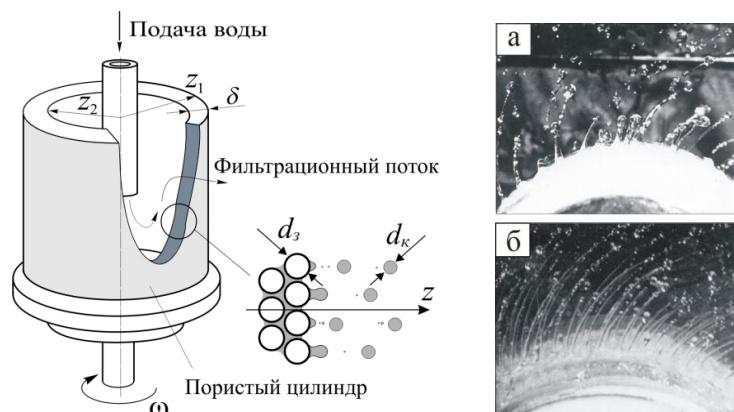 Подача воды
z₂
z₁
δ
Фильтрационный поток
dз
dк
z
Пористый цилиндр
ω
а
б